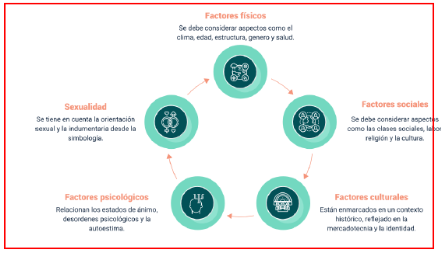 Factores físicos
Se debe considerar aspectos como el
clima, edad, estructura, genero y salud.
Sexualidad
Se tiene en cuenta la orientación
sexual y la indumentaria desde la
simbología.
Factores sociales
Se debe considerar aspectos
como las clases sociales, labor
religión y la cultura.
Factores psicológicos
Relacionan los estados de ánimo,
desordenes psicológicos y la
autoestima.
Factores culturales
Están enmarcados en un contexto
histórico, reflejado en la
mercadotecnia y la identidad.